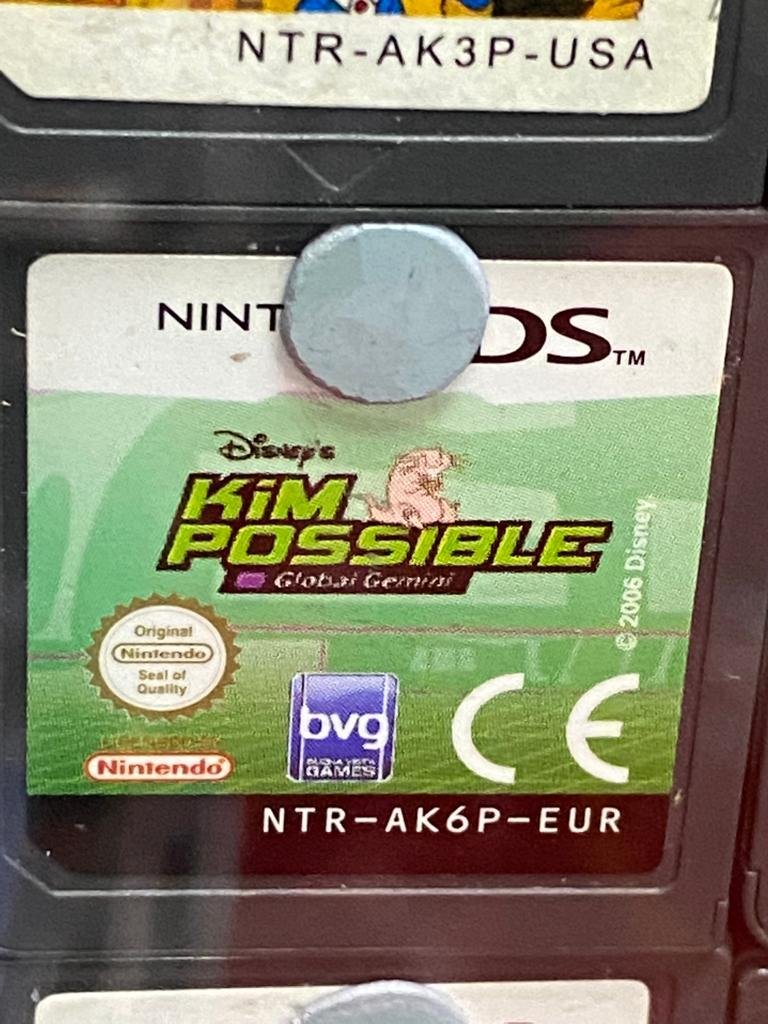 NTR-AK3P-USA
NINT DS™
Disney's
KiM
POSSIBLE
Global Gemini
© 2006 Disney
Original
Nintendo
Seal of
Quality
Nintendo
bvg
BUENA VISTA
GAMES
CE
NTR-AK6P-EUR